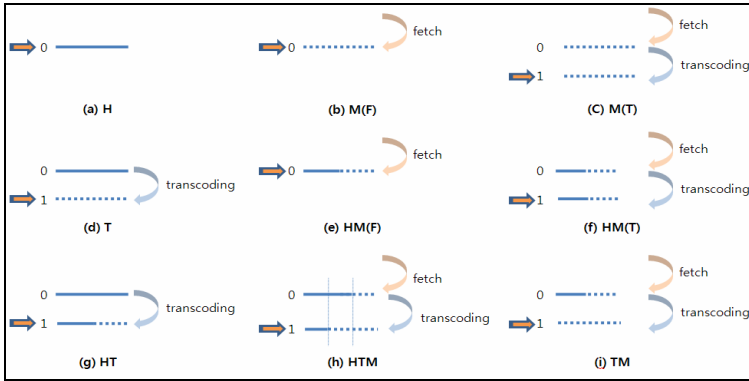 0
fetch
(a) H
0
fetch
(b) M(F)
0
fetch
1
transcoding
(C) M(T)
0
transcoding
1
(d) T
0
fetch
(e) HM(F)
0
fetch
1
transcoding
(f) HM(T)
0
transcoding
1
(g) HT
0
fetch
1
transcoding
(h) HTM
0
fetch
1
transcoding
(i) TM